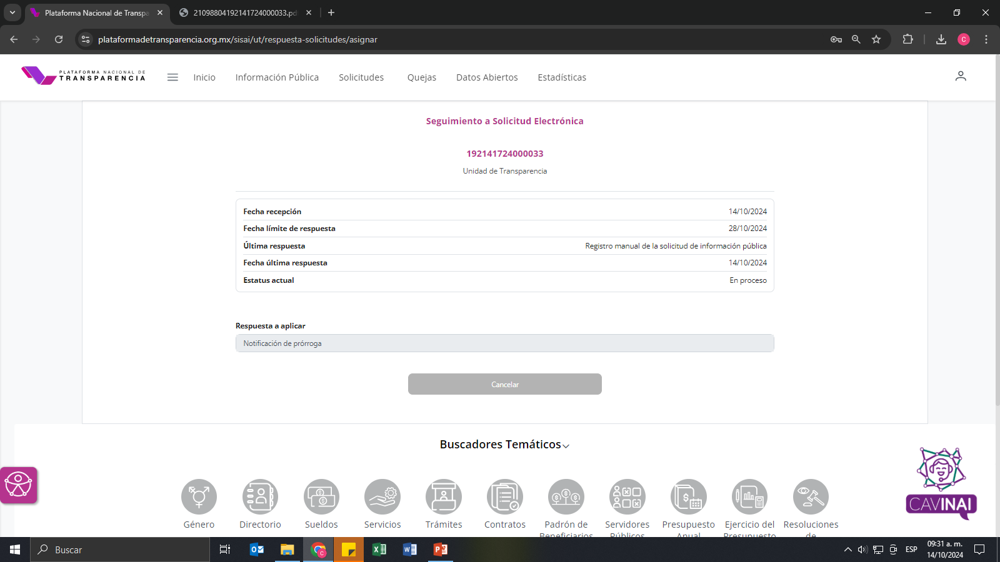 Plataforma Nacional de Transpa
21098804192141724000033.pd
plataformadetransparencia.org.mx/sisai/ut/respuesta-solicitudes/asignar
C
PLATAFORMA NACIONAL DE
TRANSPARENCIA
Inicio
Información Pública
Solicitudes
Quejas
Datos Abiertos
Estadísticas
Seguimiento a Solicitud Electrónica
192141724000033
Unidad de Transparencia
Fecha recepción 14/10/2024
Fecha límite de respuesta 28/10/2024
Última respuesta Registro manual de la solicitud de información pública
Fecha última respuesta 14/10/2024
Estatus actual En proceso
Respuesta a aplicar
Notificación de prórroga
Cancelar
Buscadores Temáticos
CAVINAI
Género
Directorio
Sueldos
Servicios
Trámites
Contratos
Padrón de
Beneficiarios
Servidores
Públicos
Presupuesto
Anual
Ejercicio del
Presupuesto
Resoluciones
de
Buscar
ESP
09:31 a. m.
14/10/2024